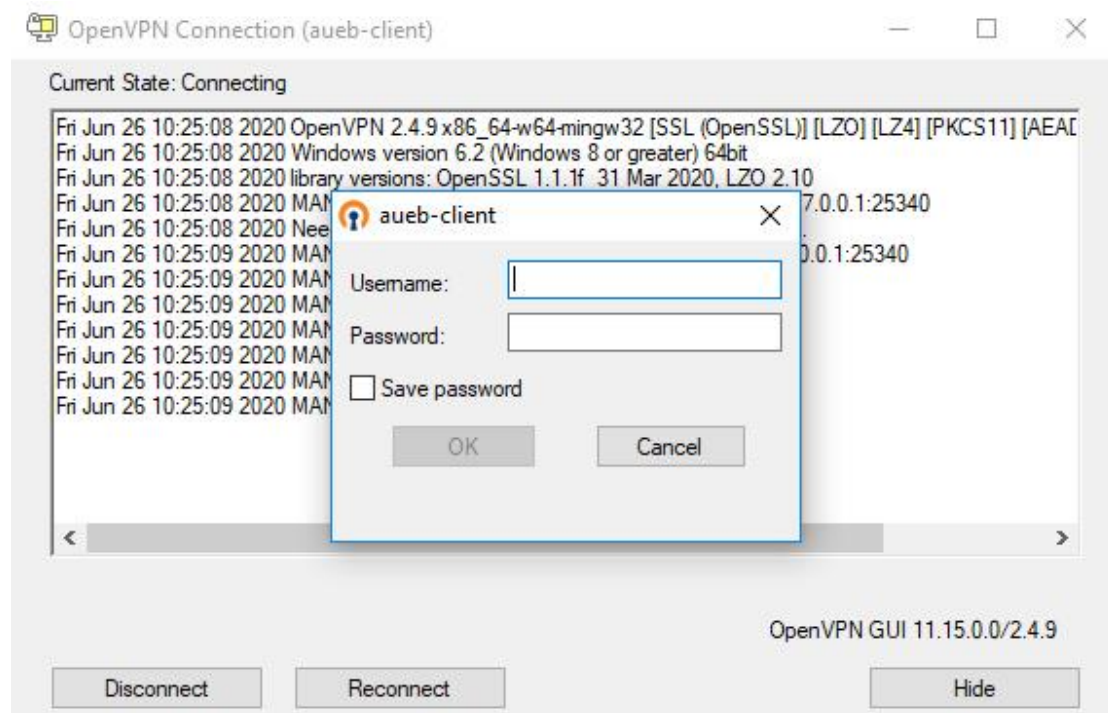 OpenVPN Connection (aueb-client)
Current State: Connecting
Fri Jun 26 10:25:08 2020 OpenVPN 2.4.9 x86_64-w64-mingw32 [SSL (OpenSSL)] [LZO] [LZ4] [PKCS11] [AEAD
Fri Jun 26 10:25:08 2020 Windows version 6.2 (Windows 8 or greater) 64bit
Fri Jun 26 10:25:08 2020 library versions: OpenSSL 1.1.1f 31 Mar 2020, LZO 2.10
Fri Jun 26 10:25:08 2020 MAN 7.0.0.1:25340
Fri Jun 26 10:25:08 2020 Nee
Fri Jun 26 10:25:09 2020 MAN 0.0.1:25340
Fri Jun 26 10:25:09 2020 MAN
Fri Jun 26 10:25:09 2020 MAN
Fri Jun 26 10:25:09 2020 MAN
Fri Jun 26 10:25:09 2020 MAN
Fri Jun 26 10:25:09 2020 MAN
Fri Jun 26 10:25:09 2020 MAN
aueb-client
Username:
Password:
Save password
OK Cancel
OpenVPN GUI 11.15.0.0/2.4.9
Disconnect Reconnect Hide